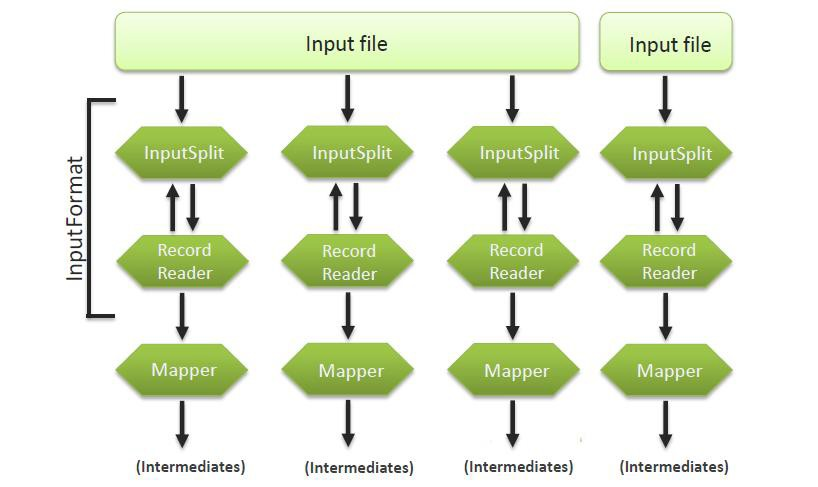 Input file
Input file
InputSplit
InputSplit
InputSplit
InputSplit
InputFormat
Record
Reader
Record
Reader
Record
Reader
Record
Reader
Mapper
Mapper
Mapper
Mapper
(Intermediates)
(Intermediates)
(Intermediates)
(Intermediates)